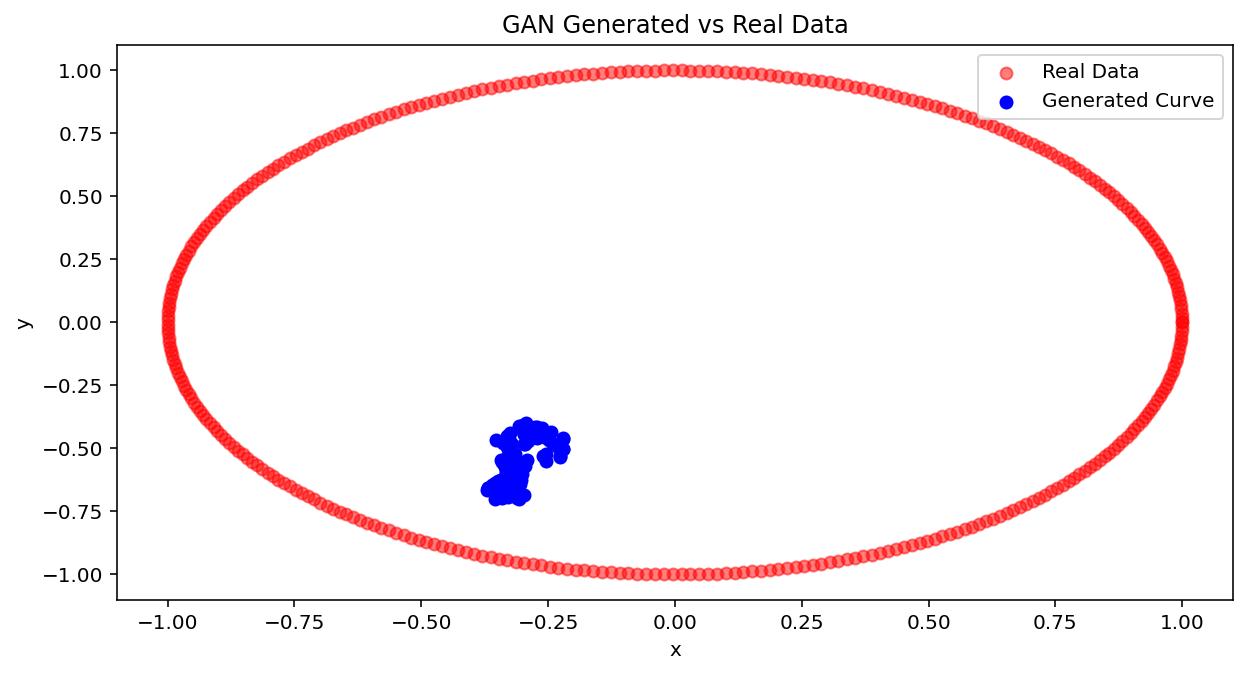 GAN Generated vs Real Data
Real Data
Generated Curve
1.00
0.75
0.50
0.25
0.00
−0.25
−0.50
−0.75
−1.00
y
−1.00 −0.75 −0.50 −0.25 0.00 0.25 0.50 0.75 1.00
x